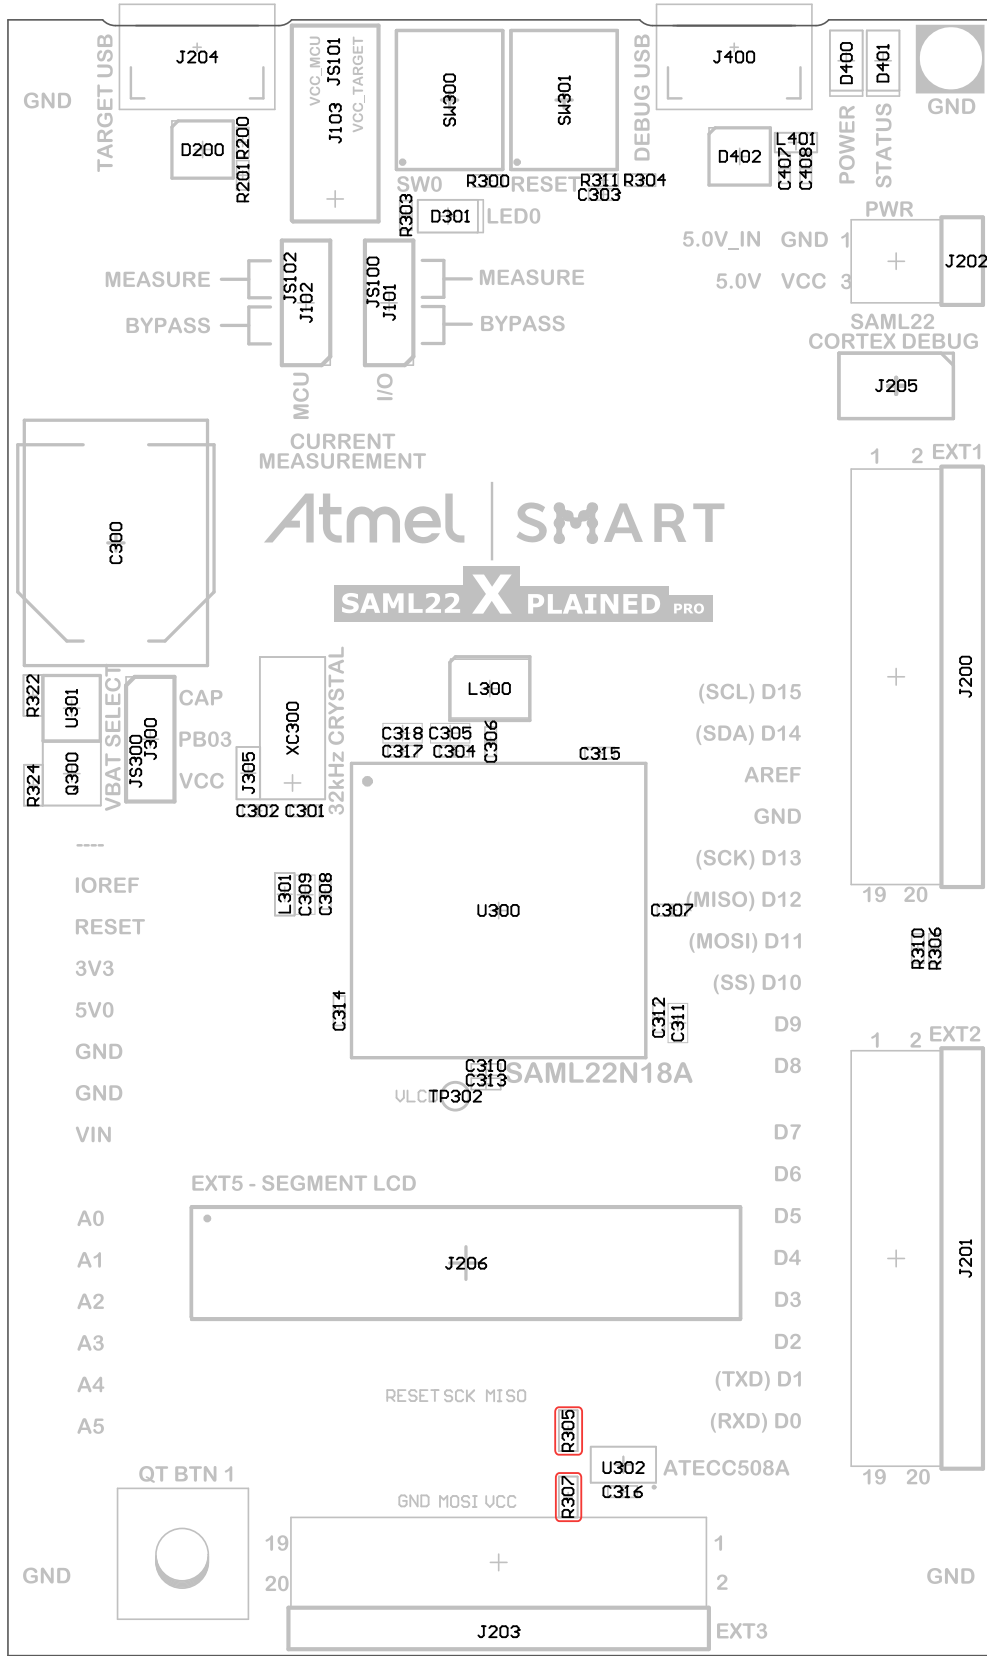 TARGET USB
J204
VCC_MCU
JS101
J103
VCC_TARGET
SW300
SW301
DEBUG USB
J400
D400
D401
POWER
STATUS
GND
GND
D200
R200
R201
D402
L401
C407
C408
SW0
R300
RESET
R311
R304
C303
R303
D301
LED0
PWR
5.0V_IN GND 1
5.0V VCC 3
J202
MEASURE
BYPASS
JS102
J102
JS100
J101
MEASURE
BYPASS
MCU
I/O
SAML22
CORTEX DEBUG
J205
CURRENT
MEASUREMENT
1 2 EXT1
Atmel SMART
C300
SAML22 X PLAINED PRO
J200
R322
U301
VBAT SELECT
JS300
J300
CAP
PB03
VCC
R324
Q300
XC300
J305
32kHz CRYSTAL
C302 C301
L300
C318 C305
C317 C304
C306
C315
(SCL) D15
(SDA) D14
AREF
GND
(SCK) D13
(MISO) D12
(MOSI) D11
(SS) D10
D9
D8
19 20
R310
R306
----
IOREF
RESET
3V3
5V0
GND
GND
VIN
L301
C309
C308
U300
C307
C314
C312
C311
C310
C313
SAML22N18A
VLCD
TP302
1 2 EXT2
D7
D6
D5
D4
D3
D2
(TXD) D1
(RXD) D0
J201
19 20
EXT5 - SEGMENT LCD
J206
A0
A1
A2
A3
A4
A5
RESET SCK MISO
R305
U302
ATECC508A
C316
R307
QT BTN 1
GND MOSI VCC
19
20
1
2
GND
GND
J203
EXT3